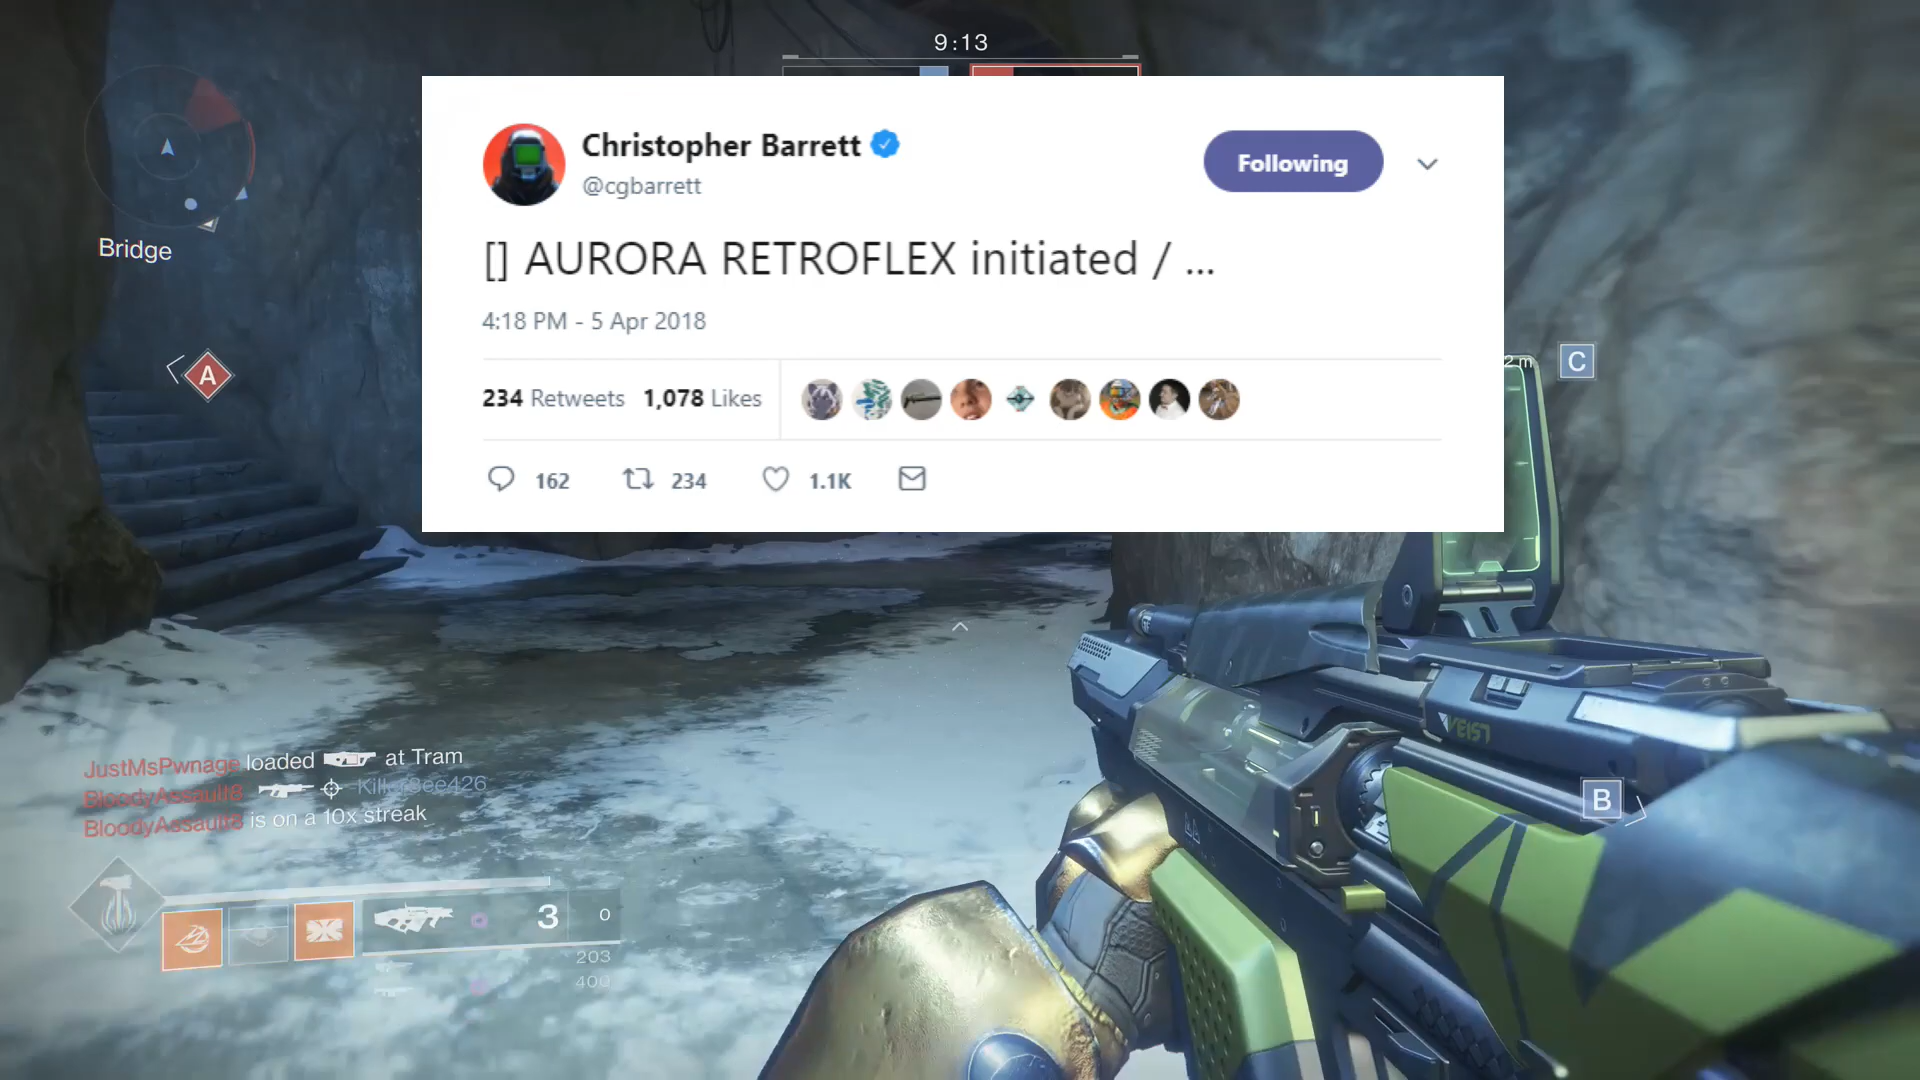 9:13
Christopher Barrett
@cgbarrett
Following
[] AURORA RETROFLEX initiated / ...
4:18 PM - 5 Apr 2018
234 Retweets 1,078 Likes
162 234 1.1K
Bridge
A
C
B
VEIST
JustMsPwnage loaded at Tram
BloodyAssault8 KillerBee426
BloodyAssault8 is on a 10x streak
3 0
203
400